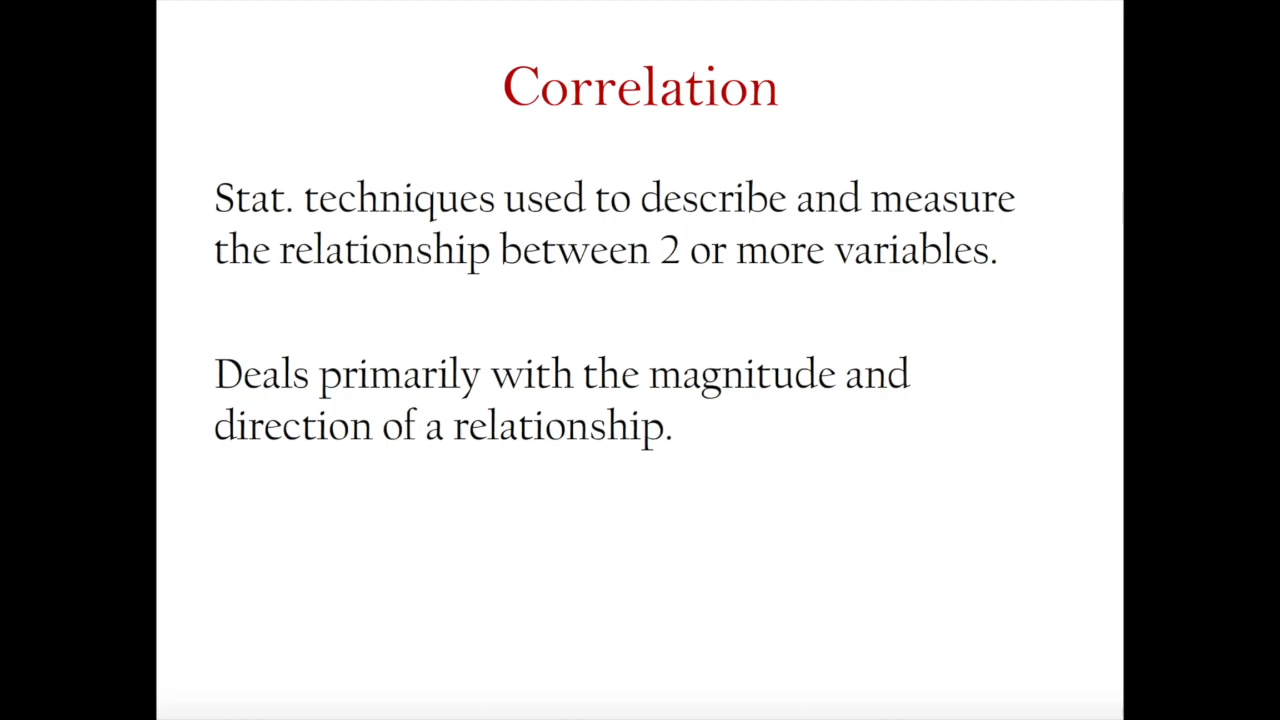 Correlation
Stat. techniques used to describe and measure
the relationship between 2 or more variables.
Deals primarily with the magnitude and
direction of a relationship.